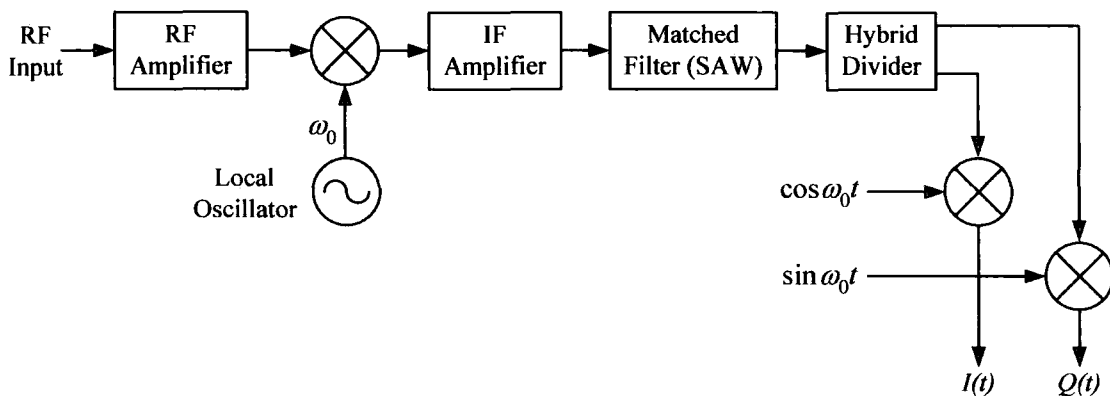 RF
Input
RF
Amplifier
IF
Amplifier
Matched
Filter (SAW)
Hybrid
Divider
ω₀
Local
Oscillator
cos ω₀t
sin ω₀t
I(t)
Q(t)